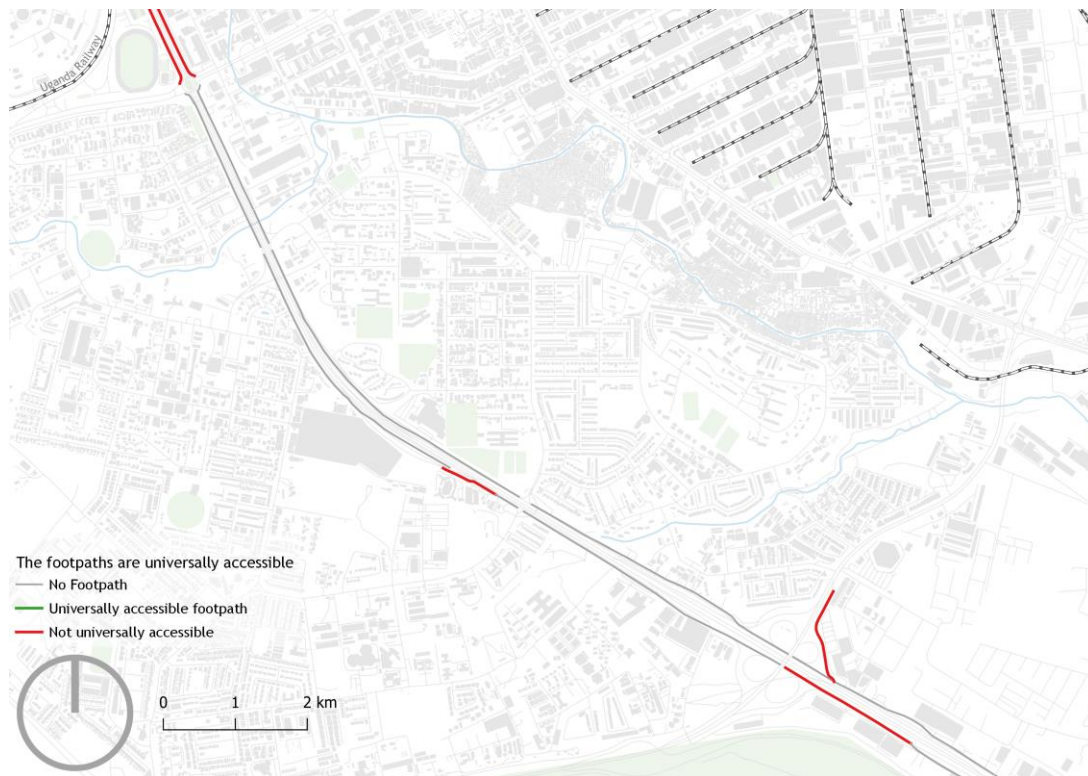 Uganda Railway
The footpaths are universally accessible
No Footpath
Universally accessible footpath
Not universally accessible
0 1 2 km